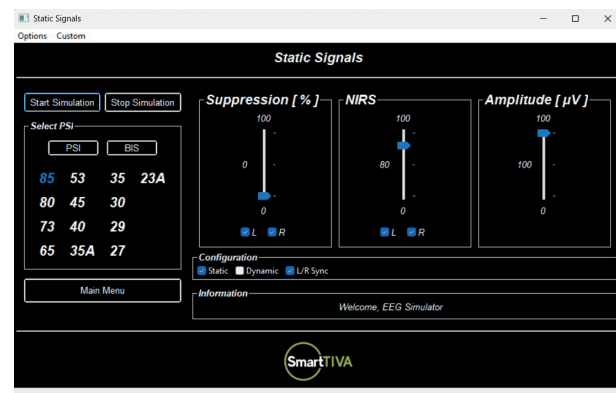 Static Signals
Options Custom
Static Signals
Start Simulation Stop Simulation
Select PSI
PSI BIS
85 53 35 23A
80 45 30
73 40 29
65 35A 27
Main Menu
Suppression [ % ]
100
0
0
L R
NIRS
100
80
0
L R
Amplitude [ µV ]
100
100
0
Configuration
Static Dynamic L/R Sync
Information
Welcome, EEG Simulator
SmartTIVA